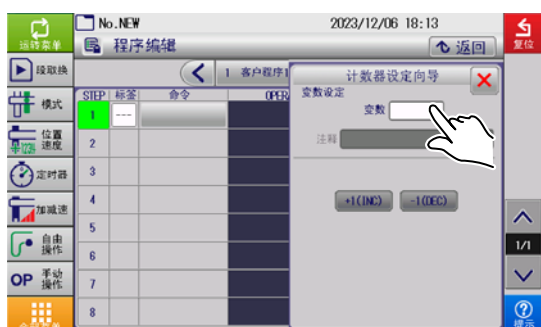 No.NEW
2023/12/06 18:13
运转菜单
程序编辑
返回
复位
段取换
1 客户程序1
计数器设定向导
变数设定
变数
注释
模式
STEP 标签 命令 OPER
1 ---
2
3
4
5
6
7
8
位置
速度
定时器
加减速
自由
操作
OP 手动
操作
+1(INC) -1(DEC)
1/1
提示